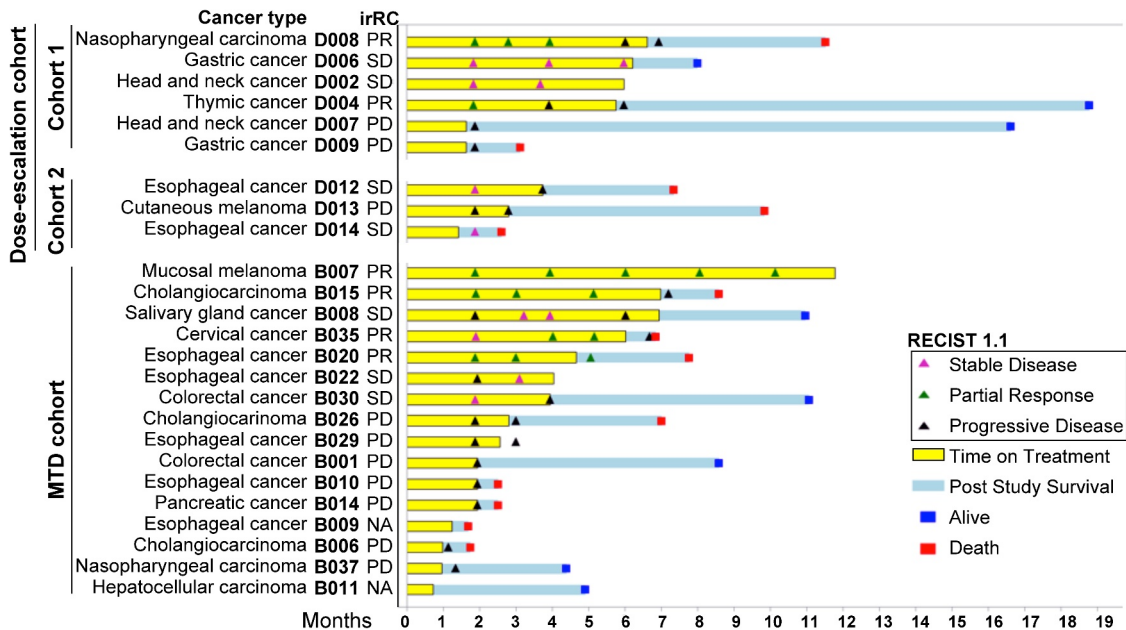 Cancer type irRC
Dose-escalation cohort
Cohort 1
Nasopharyngeal carcinoma D008 PR
Gastric cancer D006 SD
Head and neck cancer D002 SD
Thymic cancer D004 PR
Head and neck cancer D007 PD
Gastric cancer D009 PD
Cohort 2
Esophageal cancer D012 SD
Cutaneous melanoma D013 PD
Esophageal cancer D014 SD
MTD cohort
Mucosal melanoma B007 PR
Cholangiocarcinoma B015 PR
Salivary gland cancer B008 SD
Cervical cancer B035 PR
Esophageal cancer B020 PR
Esophageal cancer B022 SD
Colorectal cancer B030 SD
Cholangiocarinoma B026 PD
Esophageal cancer B029 PD
Colorectal cancer B001 PD
Esophageal cancer B010 PD
Pancreatic cancer B014 PD
Esophageal cancer B009 NA
Cholangiocarcinoma B006 PD
Nasopharyngeal carcinoma B037 PD
Hepatocellular carcinoma B011 NA
Months 0 1 2 3 4 5 6 7 8 9 10 11 12 13 14 15 16 17 18 19
RECIST 1.1
Stable Disease
Partial Response
Progressive Disease
Time on Treatment
Post Study Survival
Alive
Death